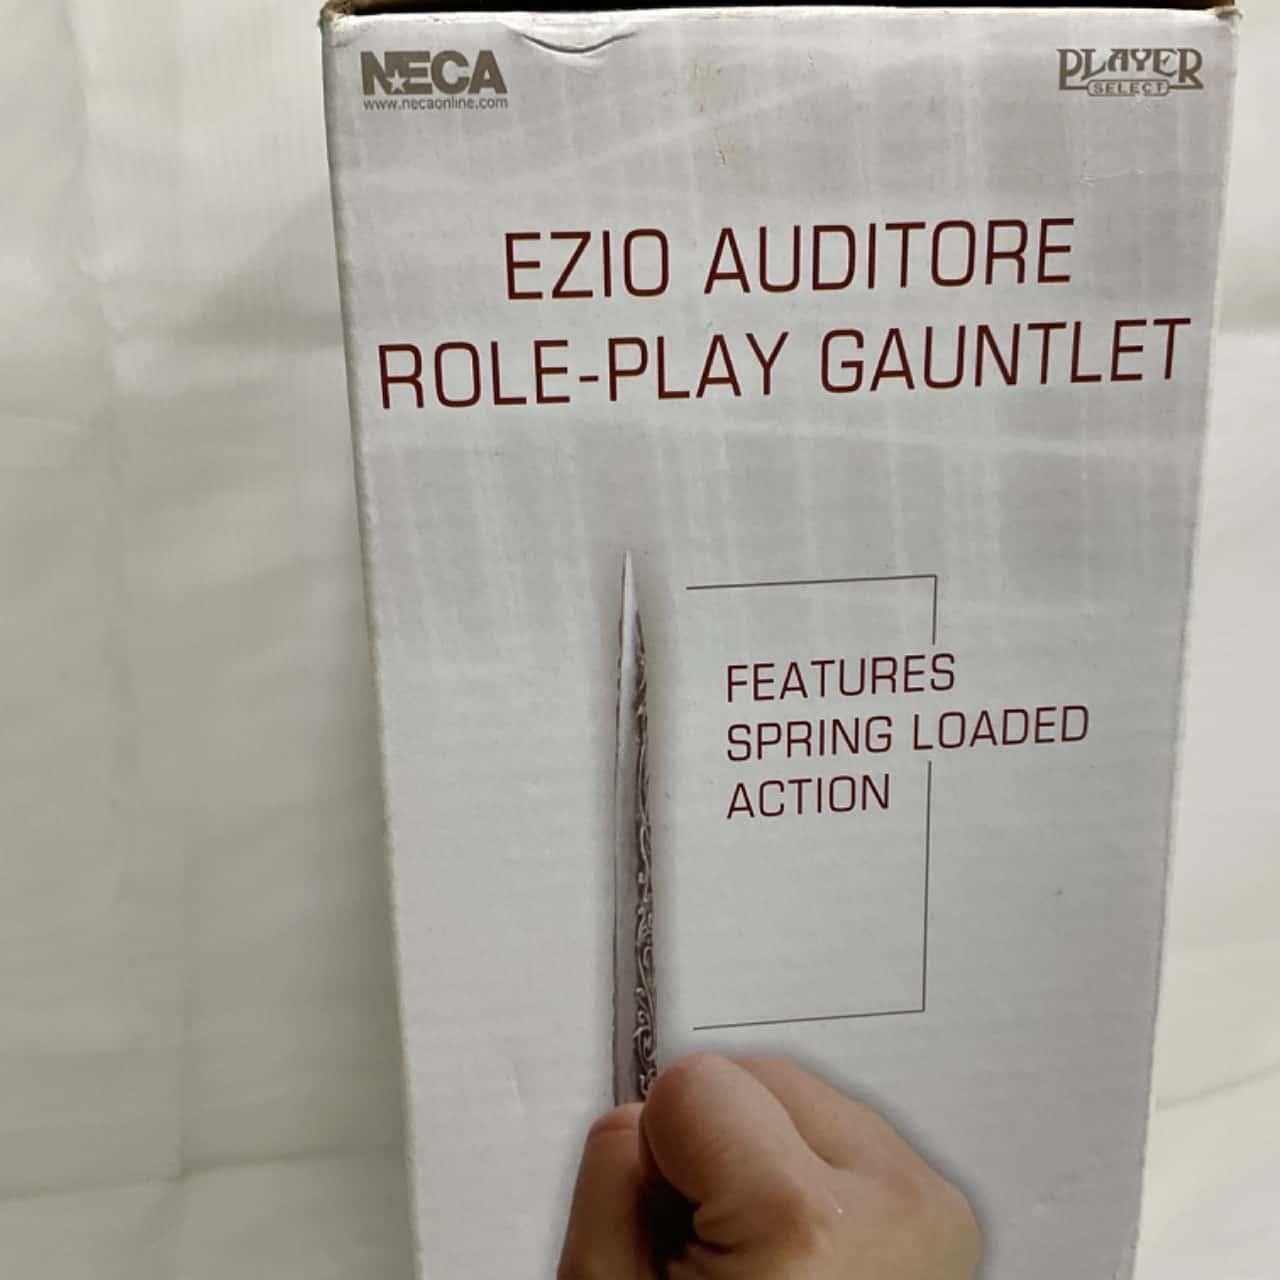 NECA
www.necaonline.com
PLAYER
SELECT
EZIO AUDITORE
ROLE-PLAY GAUNTLET
FEATURES
SPRING LOADED
ACTION